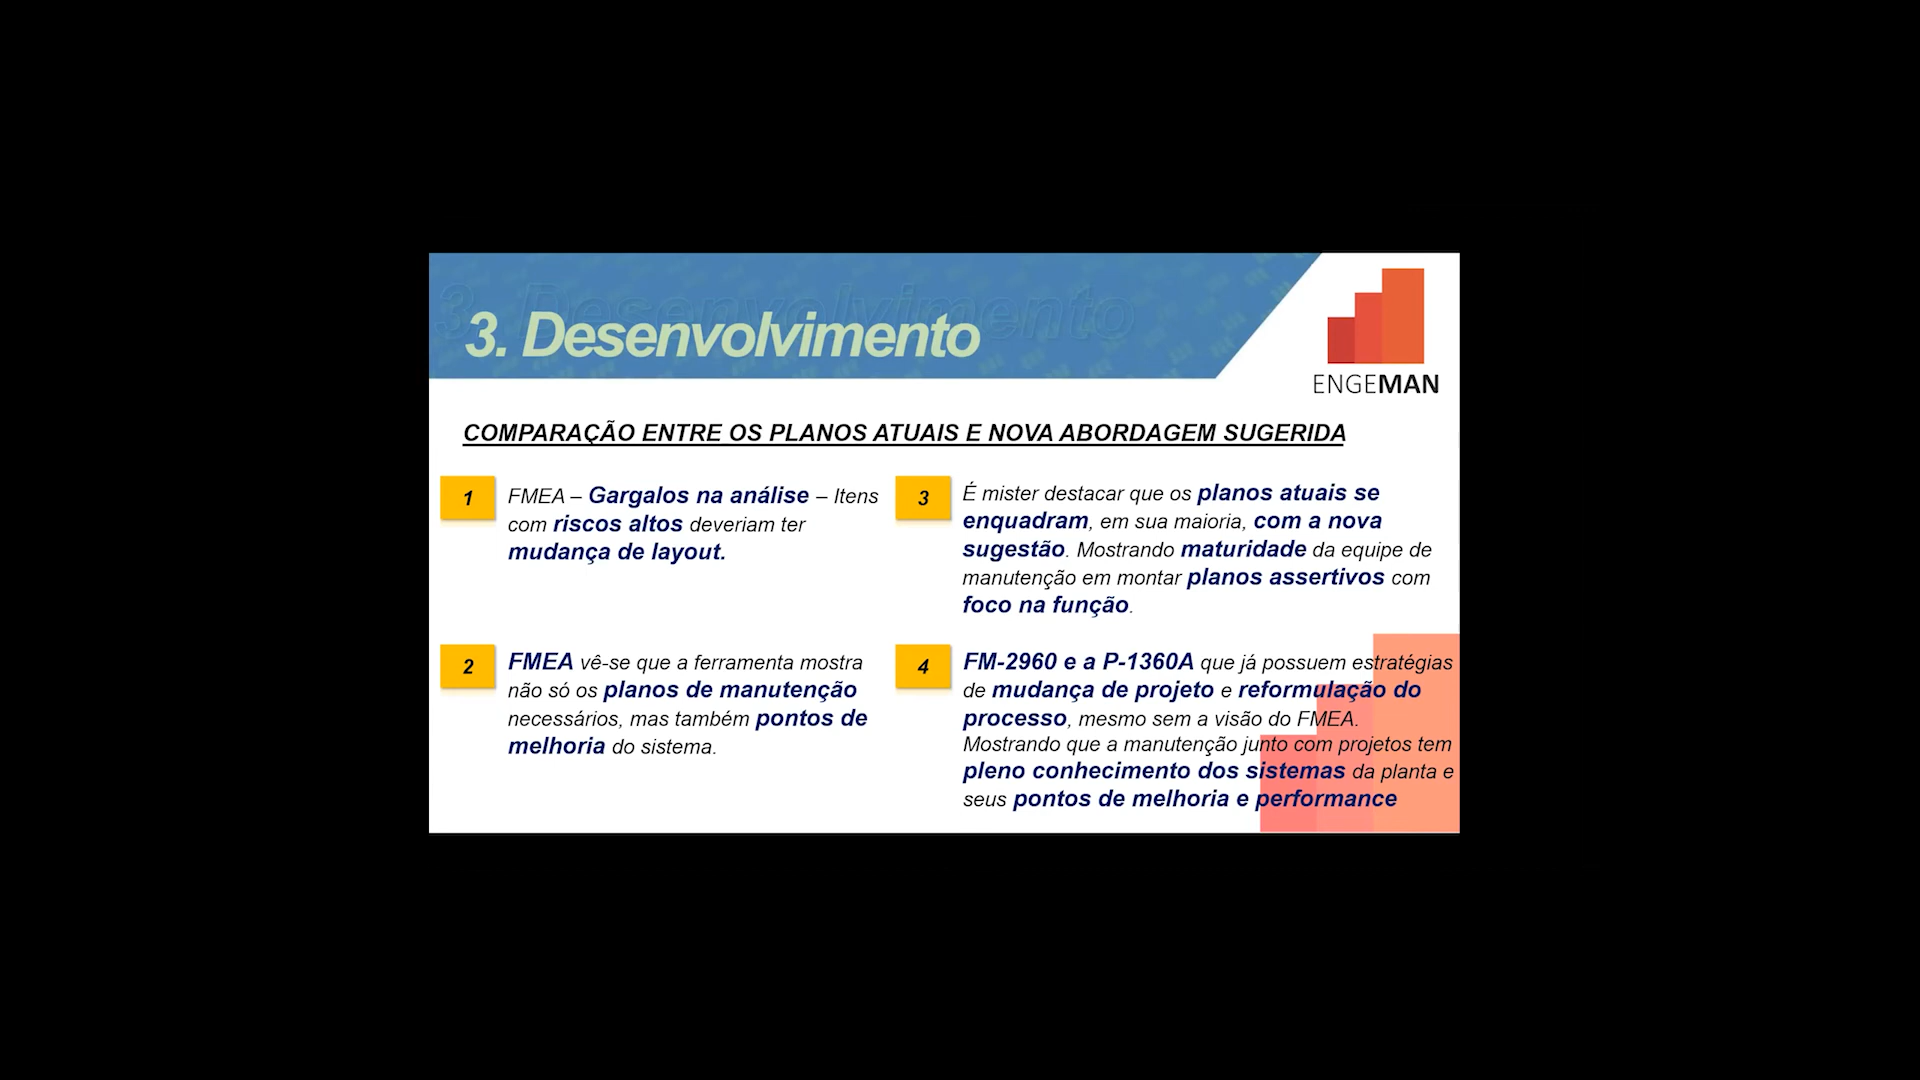 3. Desenvolvimento
ENGEMAN
COMPARAÇÃO ENTRE OS PLANOS ATUAIS E NOVA ABORDAGEM SUGERIDA
1
FMEA – Gargalos na análise – Itens
com riscos altos deveriam ter
mudança de layout.
2
FMEA vê-se que a ferramenta mostra
não só os planos de manutenção
necessários, mas também pontos de
melhoria do sistema.
3
É mister destacar que os planos atuais se
enquadram, em sua maioria, com a nova
sugestão. Mostrando maturidade da equipe de
manutenção em montar planos assertivos com
foco na função.
4
FM-2960 e a P-1360A que já possuem estratégias
de mudança de projeto e reformulação do
processo, mesmo sem a visão do FMEA.
Mostrando que a manutenção junto com projetos tem
pleno conhecimento dos sistemas da planta e
seus pontos de melhoria e performance